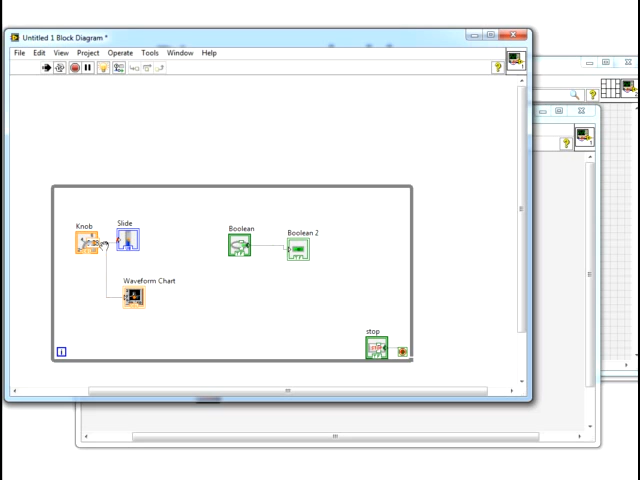 Untitled 1 Block Diagram *
File Edit View Project Operate Tools Window Help
Knob
Slide
Boolean
Boolean 2
Waveform Chart
stop
i